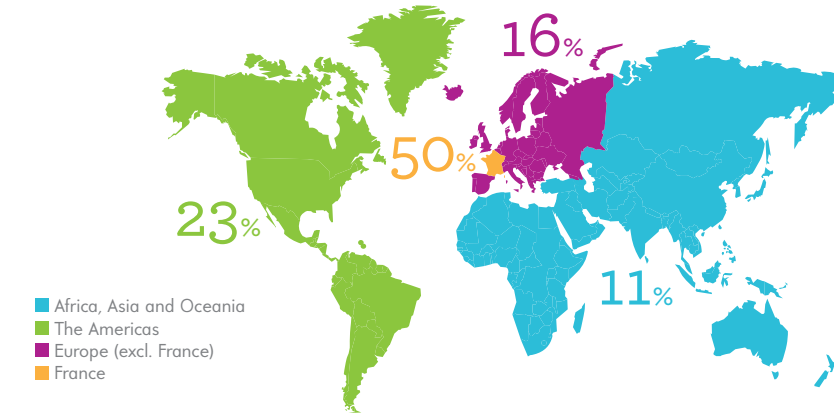 16%
50%
23%
11%
Africa, Asia and Oceania
The Americas
Europe (excl. France)
France